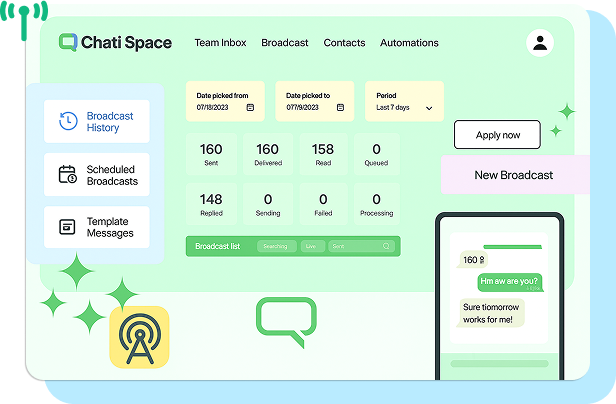 Chati Space
Team Inbox
Broadcast
Contacts
Automations
Broadcast
History
Scheduled
Broadcasts
Template
Messages
Date picked from
07/18/2023
Date picked to
077/9/2023
Period
Last 7 days
160
Sent
160
Delivered
158
Read
0
Queued
148
Replied
0
Sending
0
Failed
0
Processing
Broadcast list
Searching
Live
Sent
Apply now
New Broadcast
160
Hm aw are you?
Sure tiomorrow
works for me!